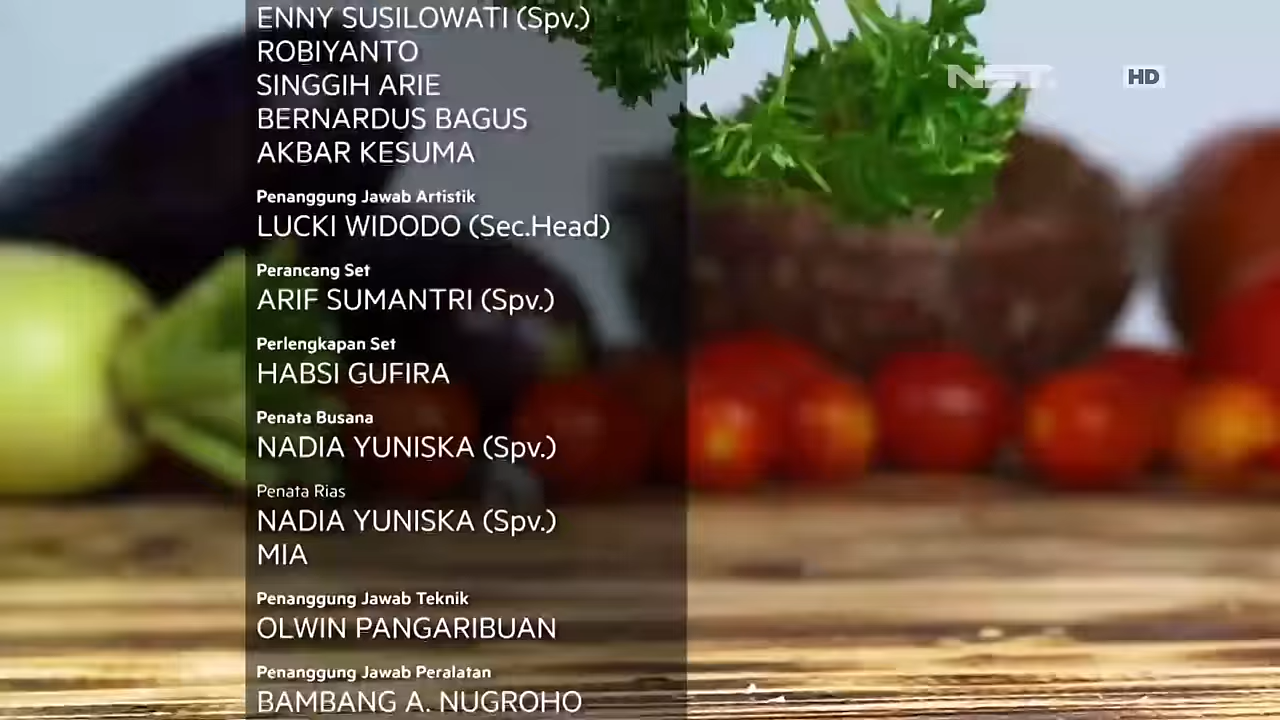 ENNY SUSILOWATI (Spv.)
ROBIYANTO
SINGGIH ARIE
BERNARDUS BAGUS
AKBAR KESUMA
Penanggung Jawab Artistik
LUCKI WIDODO (Sec.Head)
Perancang Set
ARIF SUMANTRI (Spv.)
Perlengkapan Set
HABSI GUFIRA
Penata Busana
NADIA YUNISKA (Spv.)
Penata Rias
NADIA YUNISKA (Spv.)
MIA
Penanggung Jawab Teknik
OLWIN PANGARIBUAN
Penanggung Jawab Peralatan
BAMBANG A. NUGROHO
NET.
HD